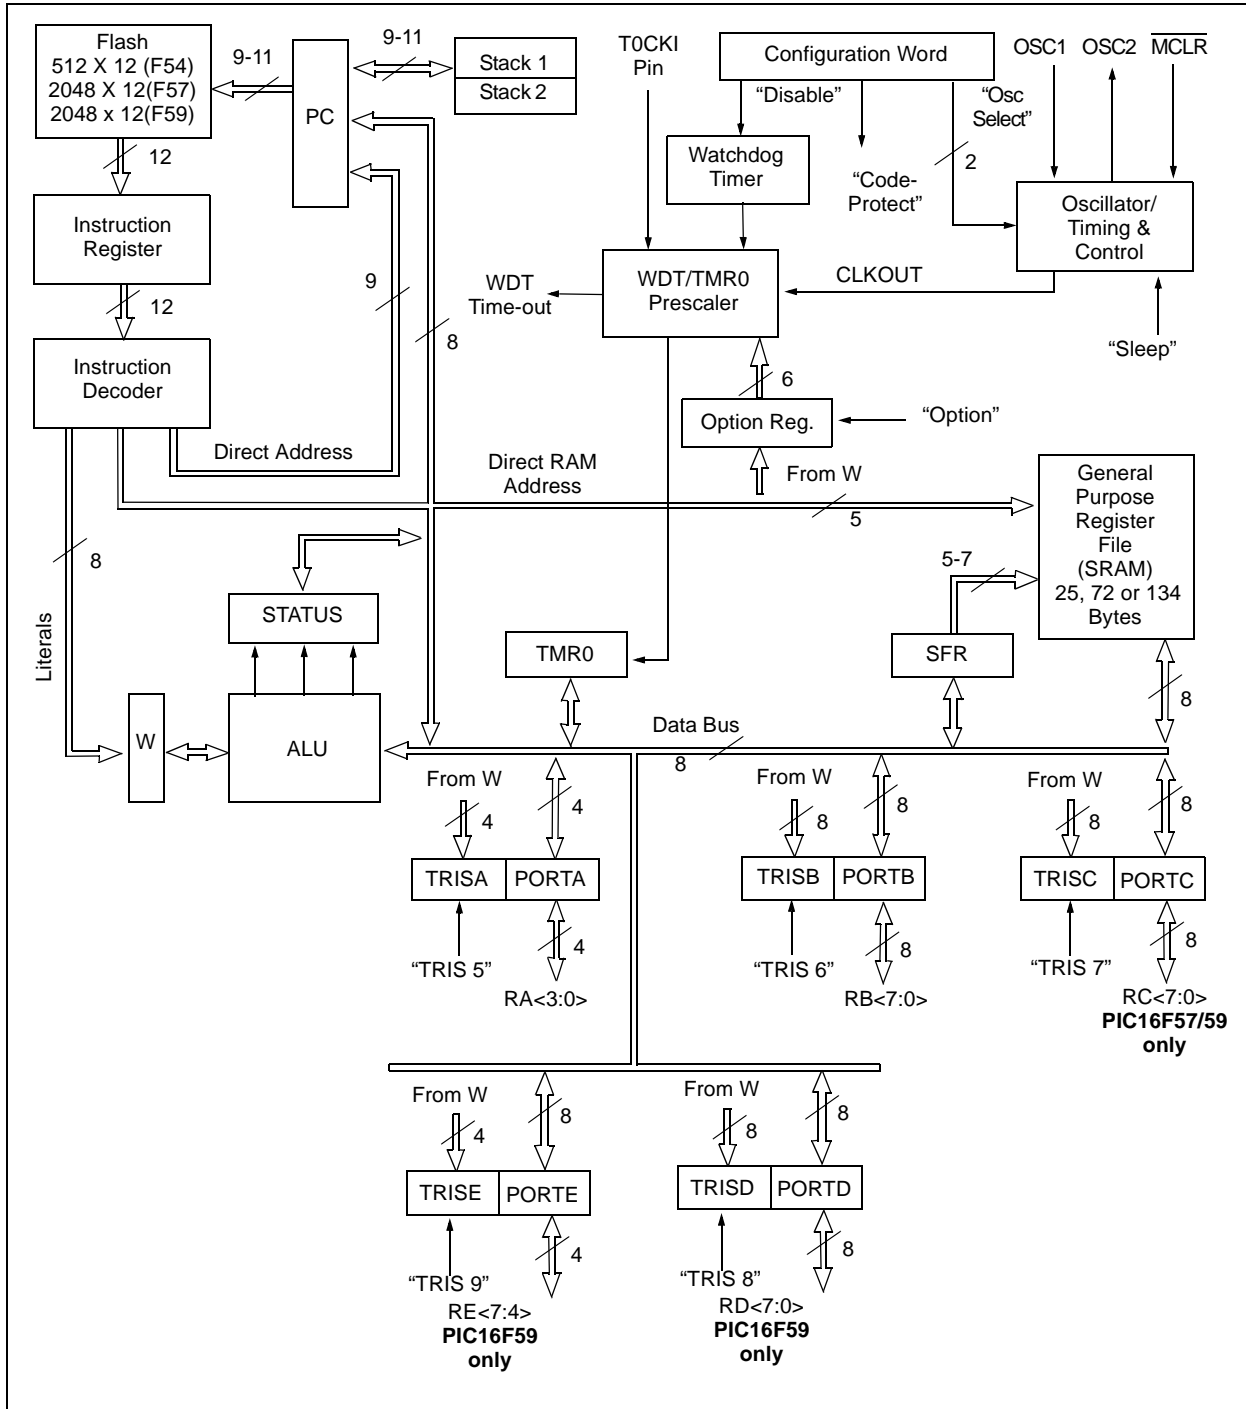 Flash
512 X 12 (F54)
2048 X 12(F57)
2048 x 12(F59)
9-11
PC
9-11
Stack 1
Stack 2
T0CKI
Pin
Configuration Word
OSC1
OSC2
MCLR
“Disable”
“Osc
Select”
12
Watchdog
Timer
“Code-
Protect”
2
Instruction
Register
Oscillator/
Timing &
Control
9
WDT
Time-out
WDT/TMR0
Prescaler
CLKOUT
12
8
“Sleep”
Instruction
Decoder
6
Option Reg.
“Option”
Direct Address
Direct RAM
Address
From W
5
General
Purpose
Register
File
(SRAM)
25, 72 or 134
Bytes
8
5-7
Literals
STATUS
TMR0
SFR
8
W
ALU
Data Bus
8
From W
4
4
From W
8
8
From W
8
8
TRISA
PORTA
TRISB
PORTB
TRISC
PORTC
4
8
8
“TRIS 5”
“TRIS 6”
“TRIS 7”
RA<3:0>
RB<7:0>
RC<7:0>
PIC16F57/59
only
From W
4
8
From W
8
8
TRISE
PORTE
TRISD
PORTD
4
8
“TRIS 9”
“TRIS 8”
RE<7:4>
PIC16F59
only
RD<7:0>
PIC16F59
only